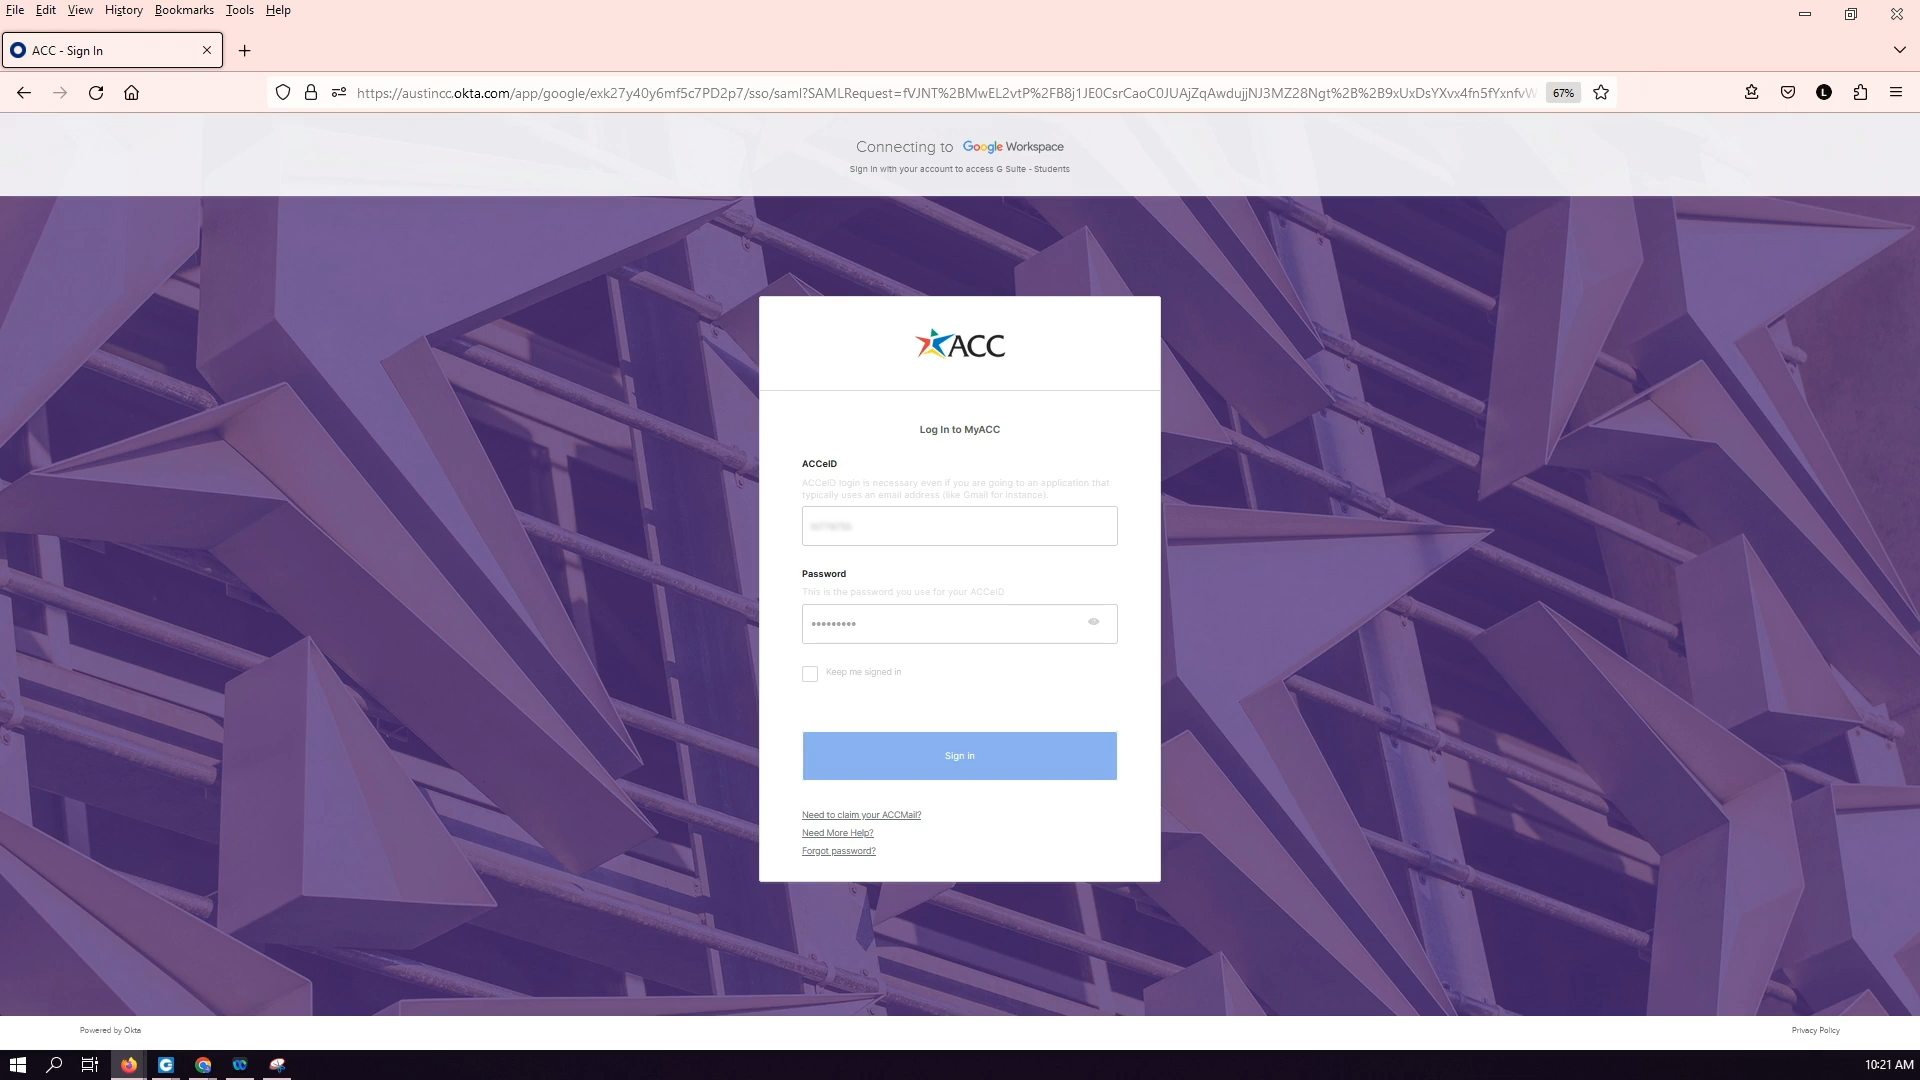 File Edit View History Bookmarks Tools Help
ACC - Sign In
https://austincc.okta.com/app/google/exk27y40y6mf5c7PD2p7/sso/saml?SAMLRequest=fVJNT%2BMwEL2vtP%2FB8j1JE0CsrCaoC0JUAjZqAwdujjNJ3MZ28Ngt%2B%2B9xUxDsYXvx4fn5fYxnfvW
67%
L
Connecting to Google Workspace
Sign in with your account to access G Suite - Students
ACC
Log In to MyACC
ACCeID
ACCeID login is necessary even if you are going to an application that
typically uses an email address (like Gmail for instance).
Password
This is the password you use for your ACCeID
Keep me signed in
Sign in
Need to claim your ACCMail?
Need More Help?
Forgot password?
Powered by Okta
Privacy Policy
10:21 AM